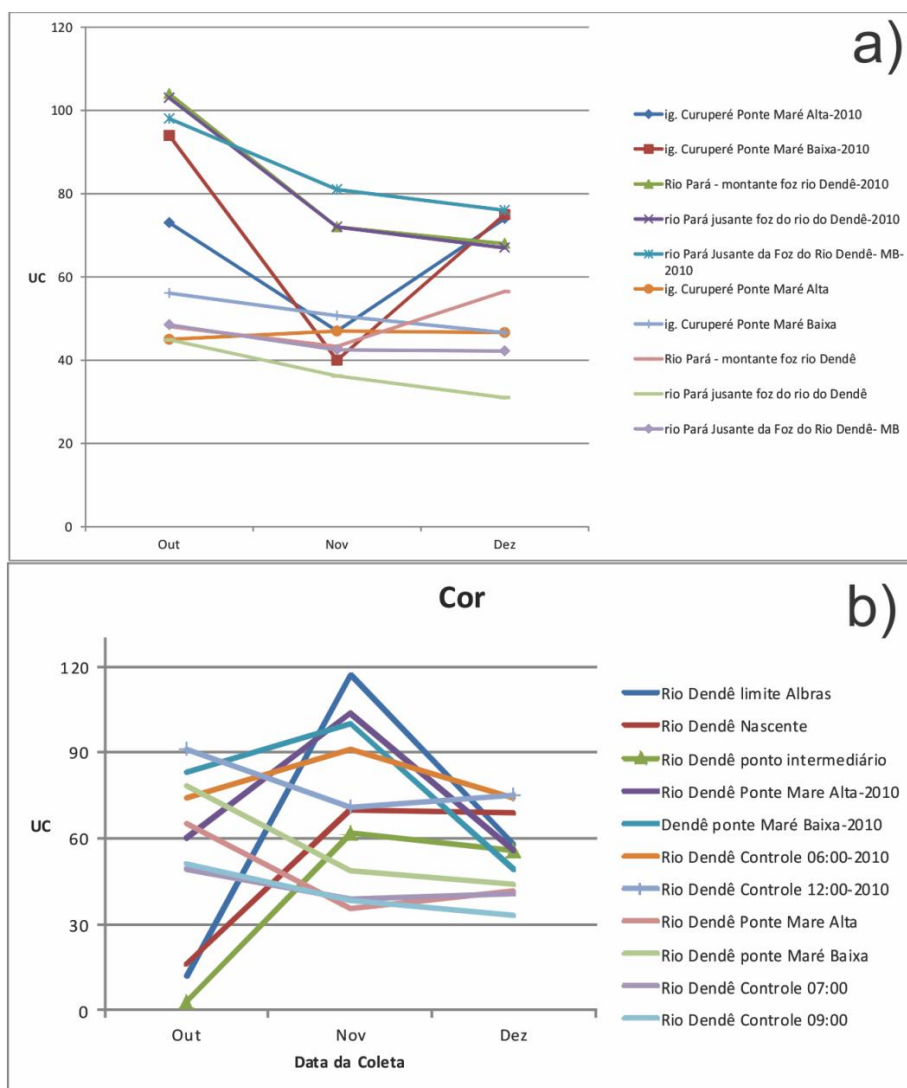 a)
120
100
80
60
40
20
0
UC
Out Nov Dez
ig. Curuperé Ponte Maré Alta-2010
ig. Curuperé Ponte Maré Baixa-2010
Rio Pará - montante foz rio Dendê-2010
rio Pará jusante foz do rio do Dendê-2010
rio Pará Jusante da Foz do Rio Dendê- MB-
2010
ig. Curuperé Ponte Maré Alta
ig. Curuperé Ponte Maré Baixa
Rio Pará - montante foz rio Dendê
rio Pará jusante foz do rio do Dendê
rio Pará Jusante da Foz do Rio Dendê- MB
b)
Cor
120
90
60
30
0
UC
Out Nov Dez
Data da Coleta
Rio Dendê limite Albras
Rio Dendê Nascente
Rio Dendê ponto intermediário
Rio Dendê Ponte Mare Alta-2010
Dendê ponte Maré Baixa-2010
Rio Dendê Controle 06:00-2010
Rio Dendê Controle 12:00-2010
Rio Dendê Ponte Mare Alta
Rio Dendê ponte Maré Baixa
Rio Dendê Controle 07:00
Rio Dendê Controle 09:00